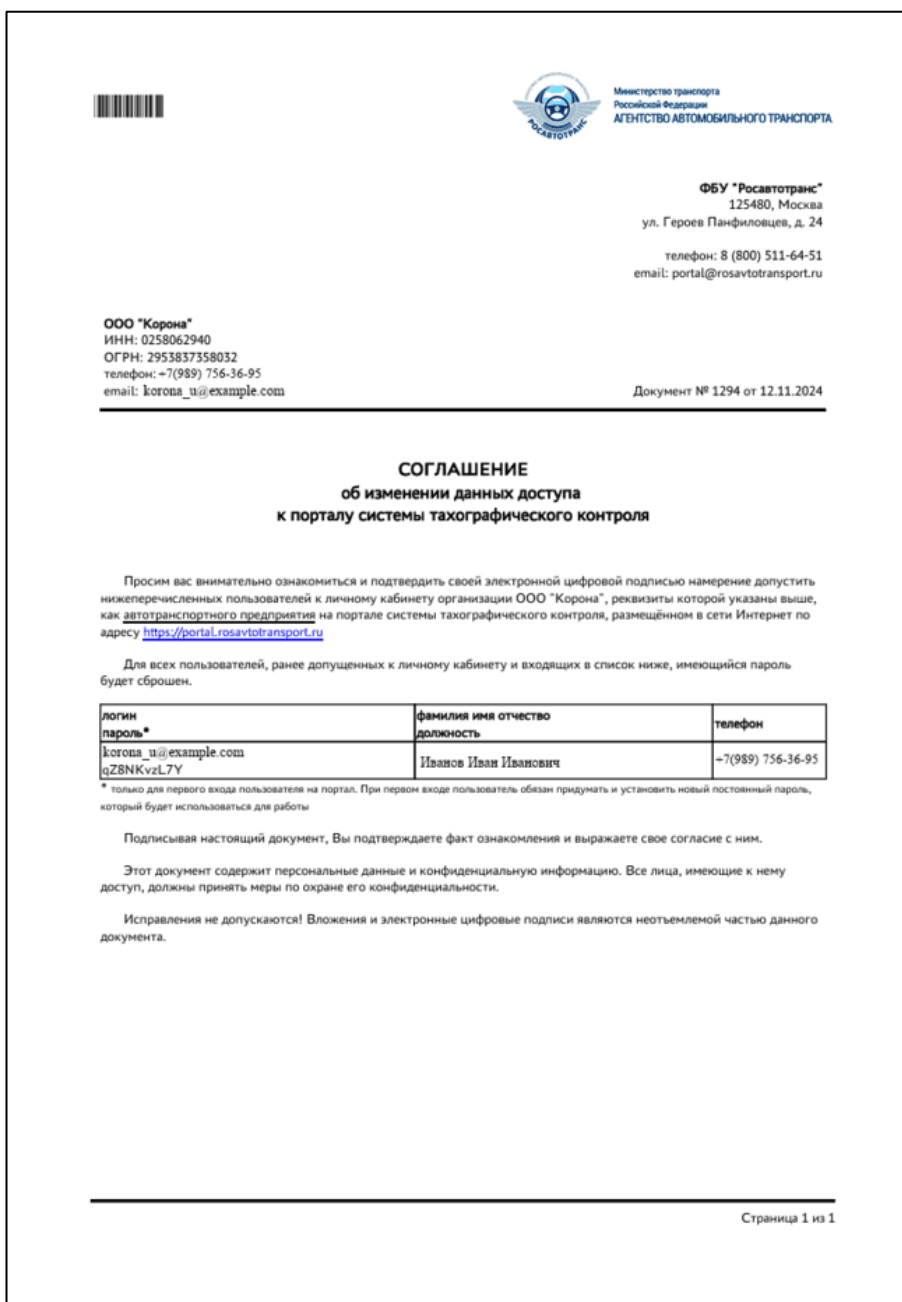 Министерство транспорта
Российской Федерации
АГЕНТСТВО АВТОМОБИЛЬНОГО ТРАНСПОРТА
РОСАВТОТРАНС
ФБУ "Росавтотранс"
125480, Москва
ул. Героев Панфиловцев, д. 24
телефон: 8 (800) 511-64-51
email: portal@rosavtotransport.ru
ООО "Корона"
ИНН: 0258062940
ОГРН: 2953837358032
телефон: +7(989) 756-36-95
email: korona_u@example.com
Документ № 1294 от 12.11.2024
СОГЛАШЕНИЕ
об изменении данных доступа
к порталу системы тахографического контроля
Просим вас внимательно ознакомиться и подтвердить своей электронной цифровой подписью намерение допустить
нижеперечисленных пользователей к личному кабинету организации ООО "Корона", реквизиты которой указаны выше,
как автотранспортного предприятия на портале системы тахографического контроля, размещённом в сети Интернет по
адресу https://portal.rosavtotransport.ru
Для всех пользователей, ранее допущенных к личному кабинету и входящих в список ниже, имеющийся пароль
будет сброшен.
логин
пароль*
фамилия имя отчество
должность
телефон
korona_u@example.com
qZ8NKvzL7Y
Иванов Иван Иванович
+7(989) 756-36-95
* только для первого входа пользователя на портал. При первом входе пользователь обязан придумать и установить новый постоянный пароль,
который будет использоваться для работы
Подписывая настоящий документ, Вы подтверждаете факт ознакомления и выражаете свое согласие с ним.
Этот документ содержит персональные данные и конфиденциальную информацию. Все лица, имеющие к нему
доступ, должны принять меры по охране его конфиденциальности.
Исправления не допускаются! Вложения и электронные цифровые подписи являются неотъемлемой частью данного
документа.
Страница 1 из 1